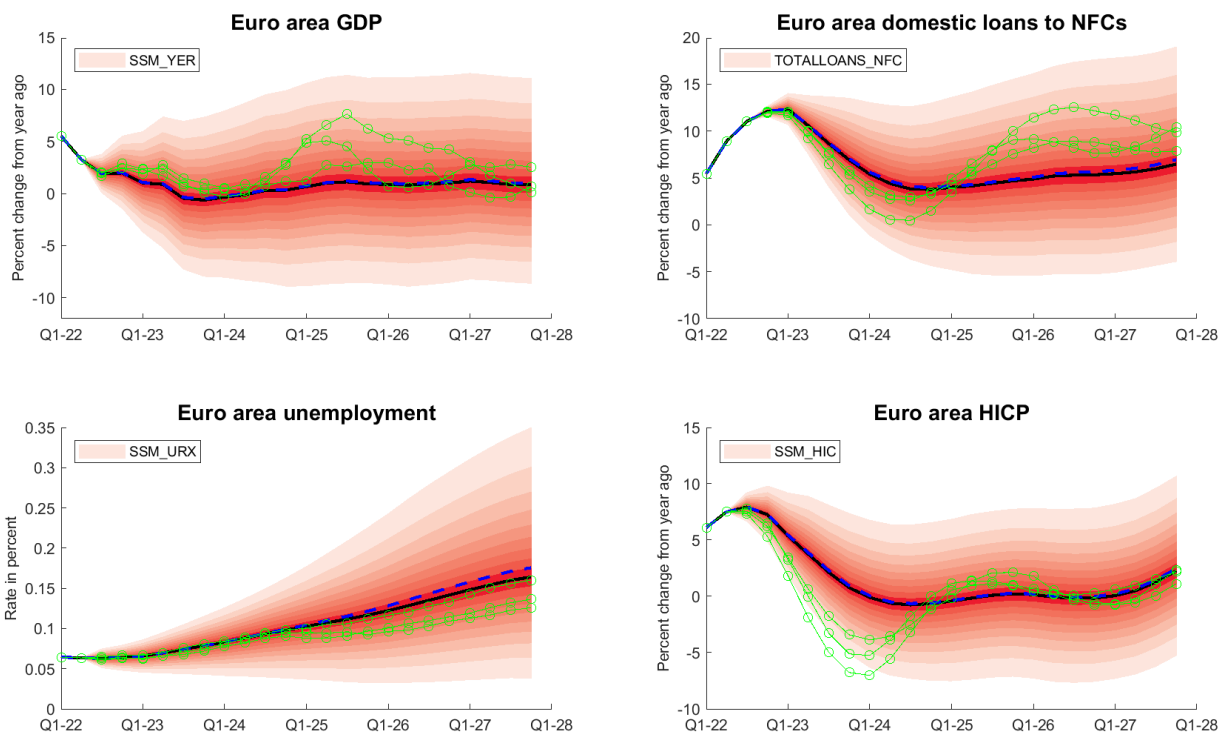 Euro area GDP
Percent change from year ago
15
10
5
0
-5
-10
SSM_YER
Q1-22 Q1-23 Q1-24 Q1-25 Q1-26 Q1-27 Q1-28
Euro area domestic loans to NFCs
Percent change from year ago
20
15
10
5
0
-5
-10
TOTALLOANS_NFC
Q1-22 Q1-23 Q1-24 Q1-25 Q1-26 Q1-27 Q1-28
Euro area unemployment
Rate in percent
0.35
0.3
0.25
0.2
0.15
0.1
0.05
0
SSM_URX
Q1-22 Q1-23 Q1-24 Q1-25 Q1-26 Q1-27 Q1-28
Euro area HICP
Percent change from year ago
15
10
5
0
-5
-10
SSM_HIC
Q1-22 Q1-23 Q1-24 Q1-25 Q1-26 Q1-27 Q1-28